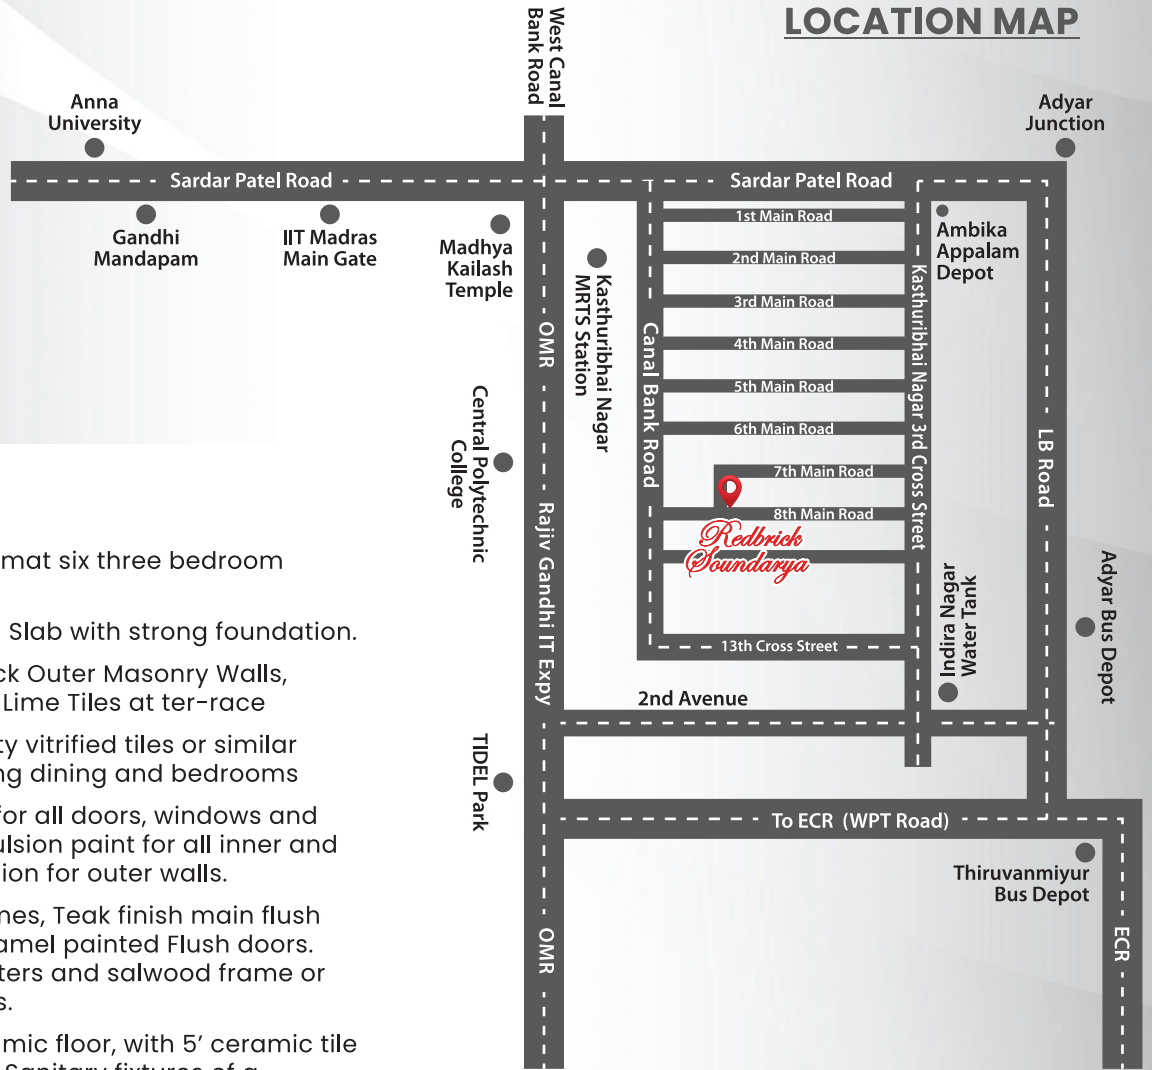 LOCATION MAP
West Canal
Bank Road
Anna
University
Adyar
Junction
Sardar Patel Road
Sardar Patel Road
Gandhi
Mandapam
IIT Madras
Main Gate
Madhya
Kailash
Temple
Kasthuribhai Nagar
MRTS Station
1st Main Road
2nd Main Road
3rd Main Road
4th Main Road
5th Main Road
6th Main Road
7th Main Road
8th Main Road
Ambika
Appalam
Depot
Kasthuribhai Nagar 3rd Cross Street
Canal Bank Road
OMR
LB Road
Central Polytechnic
College
Rajiv Gandhi IT Expy
Redbrick
Soundarya
13th Cross Street
Indira Nagar
Water Tank
Adyar Bus Depot
2nd Avenue
TIDEL Park
To ECR (WPT Road)
Thiruvanmiyur
Bus Depot
OMR
ECR
mat six three bedroom
Slab with strong foundation.
ck Outer Masonry Walls,
Lime Tiles at ter-race
ty vitrified tiles or similar
ng dining and bedrooms
for all doors, windows and
ulsion paint for all inner and
ion for outer walls.
mes, Teak finish main flush
amel painted Flush doors.
ters and salwood frame or
s.
mic floor, with 5’ ceramic tile
Sanitary fixtures of a